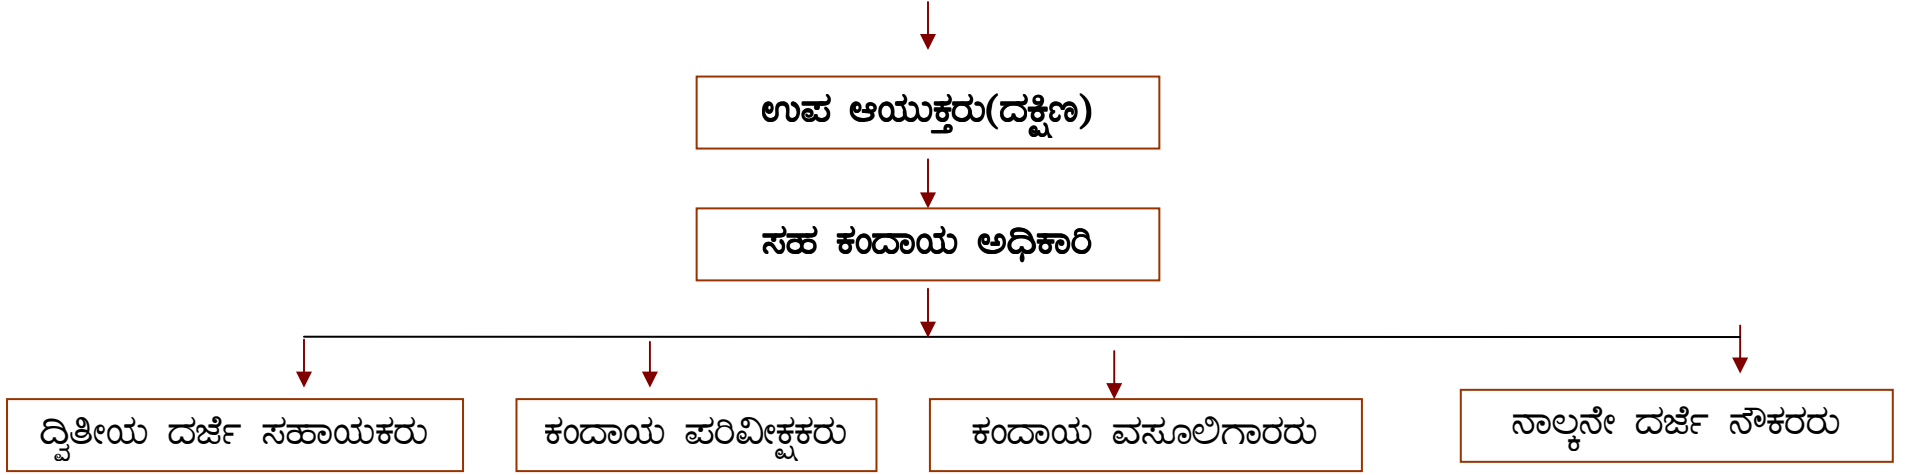 ಉಪ ಆಯುಕ್ತರು(ದಕ್ಷಿಣ)
ಸಹ ಕಂದಾಯ ಅಧಿಕಾರಿ
ದ್ವಿತೀಯ ದರ್ಜೆ ಸಹಾಯಕರು
ಕಂದಾಯ ಪರಿವೀಕ್ಷಕರು
ಕಂದಾಯ ವಸೂಲಿಗಾರರು
ನಾಲ್ಕನೇ ದರ್ಜೆ ನೌಕರರು